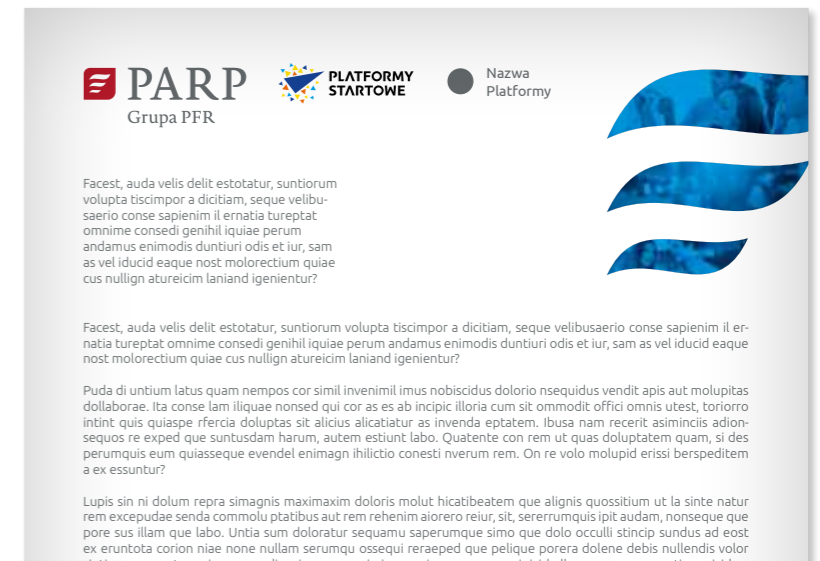 PARP
Grupa PFR
PLATFORMY
STARTOWE
Nazwa
Platformy
Facest, auda velis delit estotatur, suntiorum
volupta tiscimpor a dicitiam, seque velibu-
saerio conse sapienim il ernatia tureptat
omnime consedi genihil iquiae perum
andamus enimodis duntiuri odis et iur, sam
as vel iducid eaque nost molorectium quiae
cus nullign atureicim laniand igenientur?
Facest, auda velis delit estotatur, suntiorum volupta tiscimpor a dicitiam, seque velibusaerio conse sapienim il er-
natia tureptat omnime consedi genihil iquiae perum andamus enimodis duntiuri odis et iur, sam as vel iducid eaque
nost molorectium quiae cus nullign atureicim laniand igenientur?
Puda di untium latus quam nempos cor simil invenimil imus nobiscidus dolorio nsequidus vendit apis aut molupitas
dollaborae. Ita conse lam iliquae nonsed qui cor as es ab incipic illoria cum sit ommodit offici omnis utest, toriorro
intint quis quiaspe rfercia doluptas sit alicius alicatiatur as invenda eptatem. Ibusa nam recerit asiminciis adion-
sequos re exped que suntusdam harum, autem estiunt labo. Quatente con rem ut quas doluptatem quam, si des
perumquis eum quiasseque evendel enimagn ihilictio conesti nverum rem. On re volo molupid erissi berspeditem
a ex essuntur?
Lupis sin ni dolum repra simagnis maximaxim doloris molut hicatibeatem que alignis quossitium ut la sinte natur
rem excepudae senda commolu ptatibus aut rem rehenim aiorero reiur, sit, sererrumquis ipit audam, nonseque que
pore sus illam que labo. Untia sum doloratur sequamu saperumque simo que dolo occulli stincip sundus ad eost
ex eruntota corion niae none nullam serumqu ossequi reraeped que pelique porera dolene debis nullendis volor